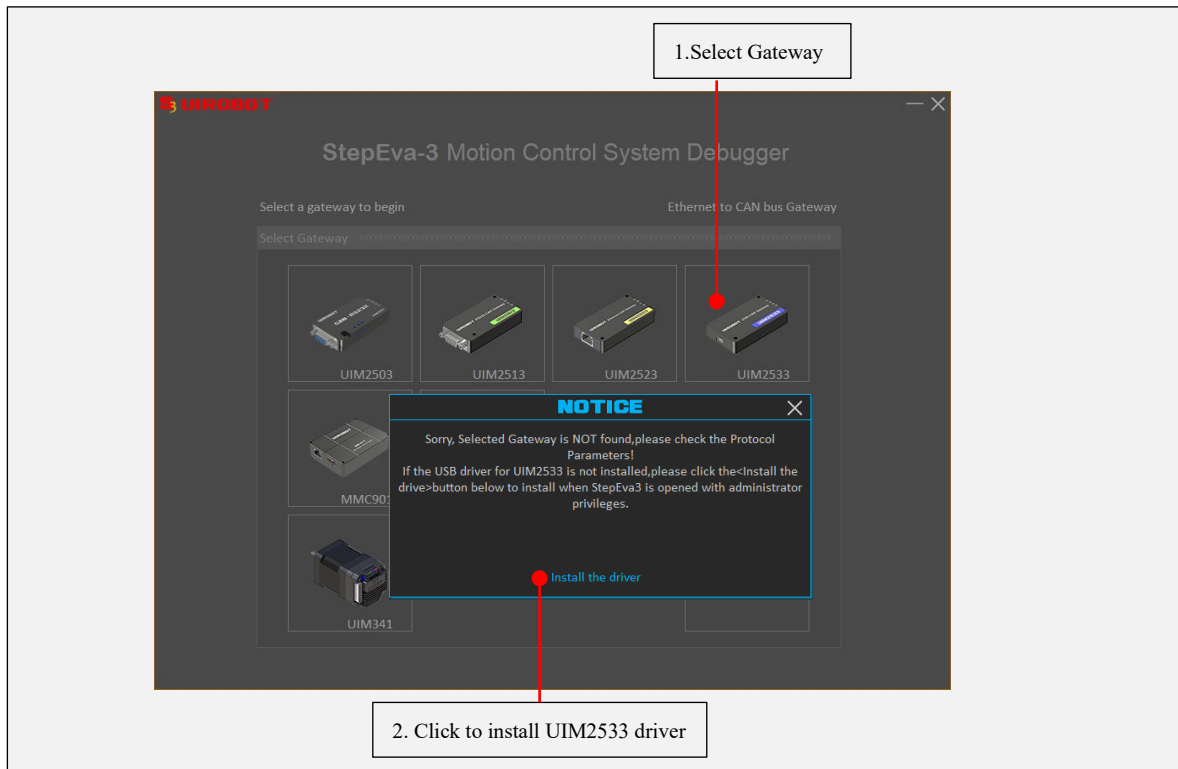 1.Select Gateway
UIROBOT
StepEva-3 Motion Control System Debugger
Select a gateway to begin
Ethernet to CAN bus Gateway
Select Gateway
UIM2503
UIM2513
UIM2523
UIM2533
NOTICE
Sorry, Selected Gateway is NOT found,please check the Protocol
Parameters!
If the USB driver for UIM2533 is not installed,please click the<Install the
drive>button below to install when StepEva3 is opened with administrator
privileges.
MMC901
Install the driver
UIM341
2. Click to install UIM2533 driver